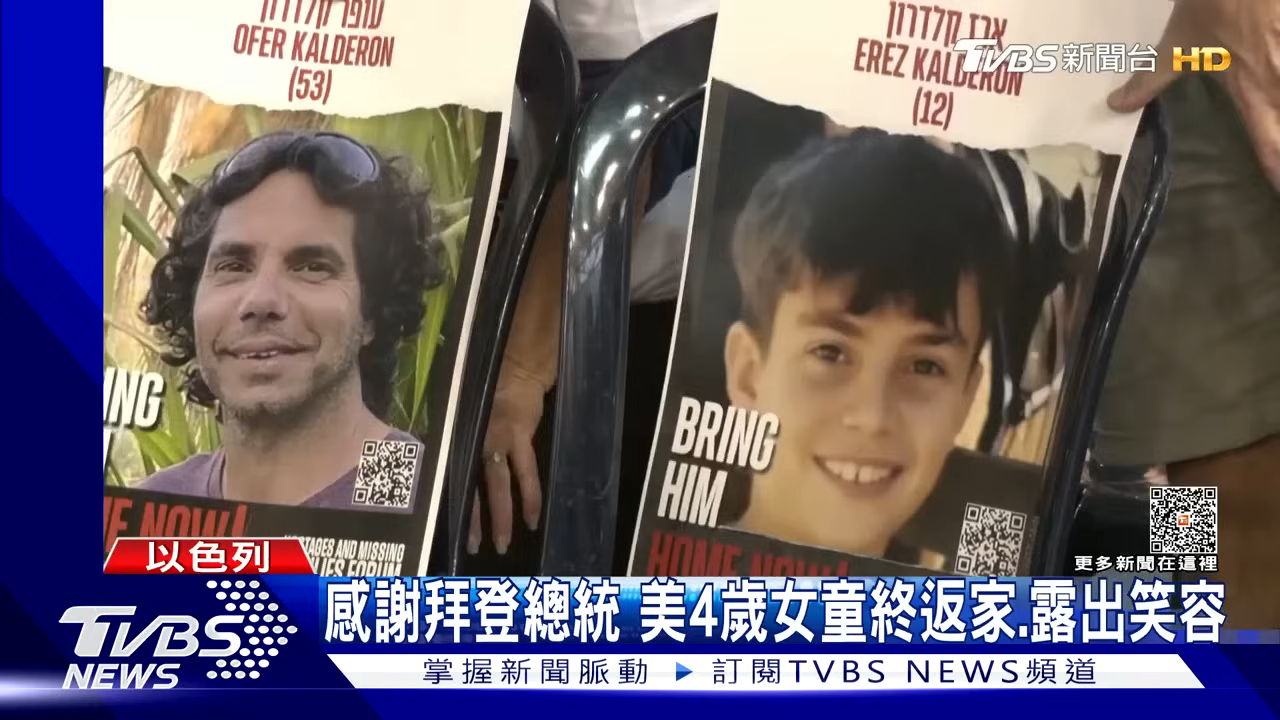 עופר קלדרון
OFER KALDERON
(53)
ארז קלדרון
EREZ KALDERON
(12)
TVBS新聞台 HD
BRING
HIM
HOME NOW!
HOSTAGES AND MISSING
FAMILIES FORUM
更多新聞在這裡
以色列
感謝拜登總統 美4歲女童終返家.露出笑容
TVBS
NEWS
掌握新聞脈動 ▶ 訂閱TVBS NEWS頻道